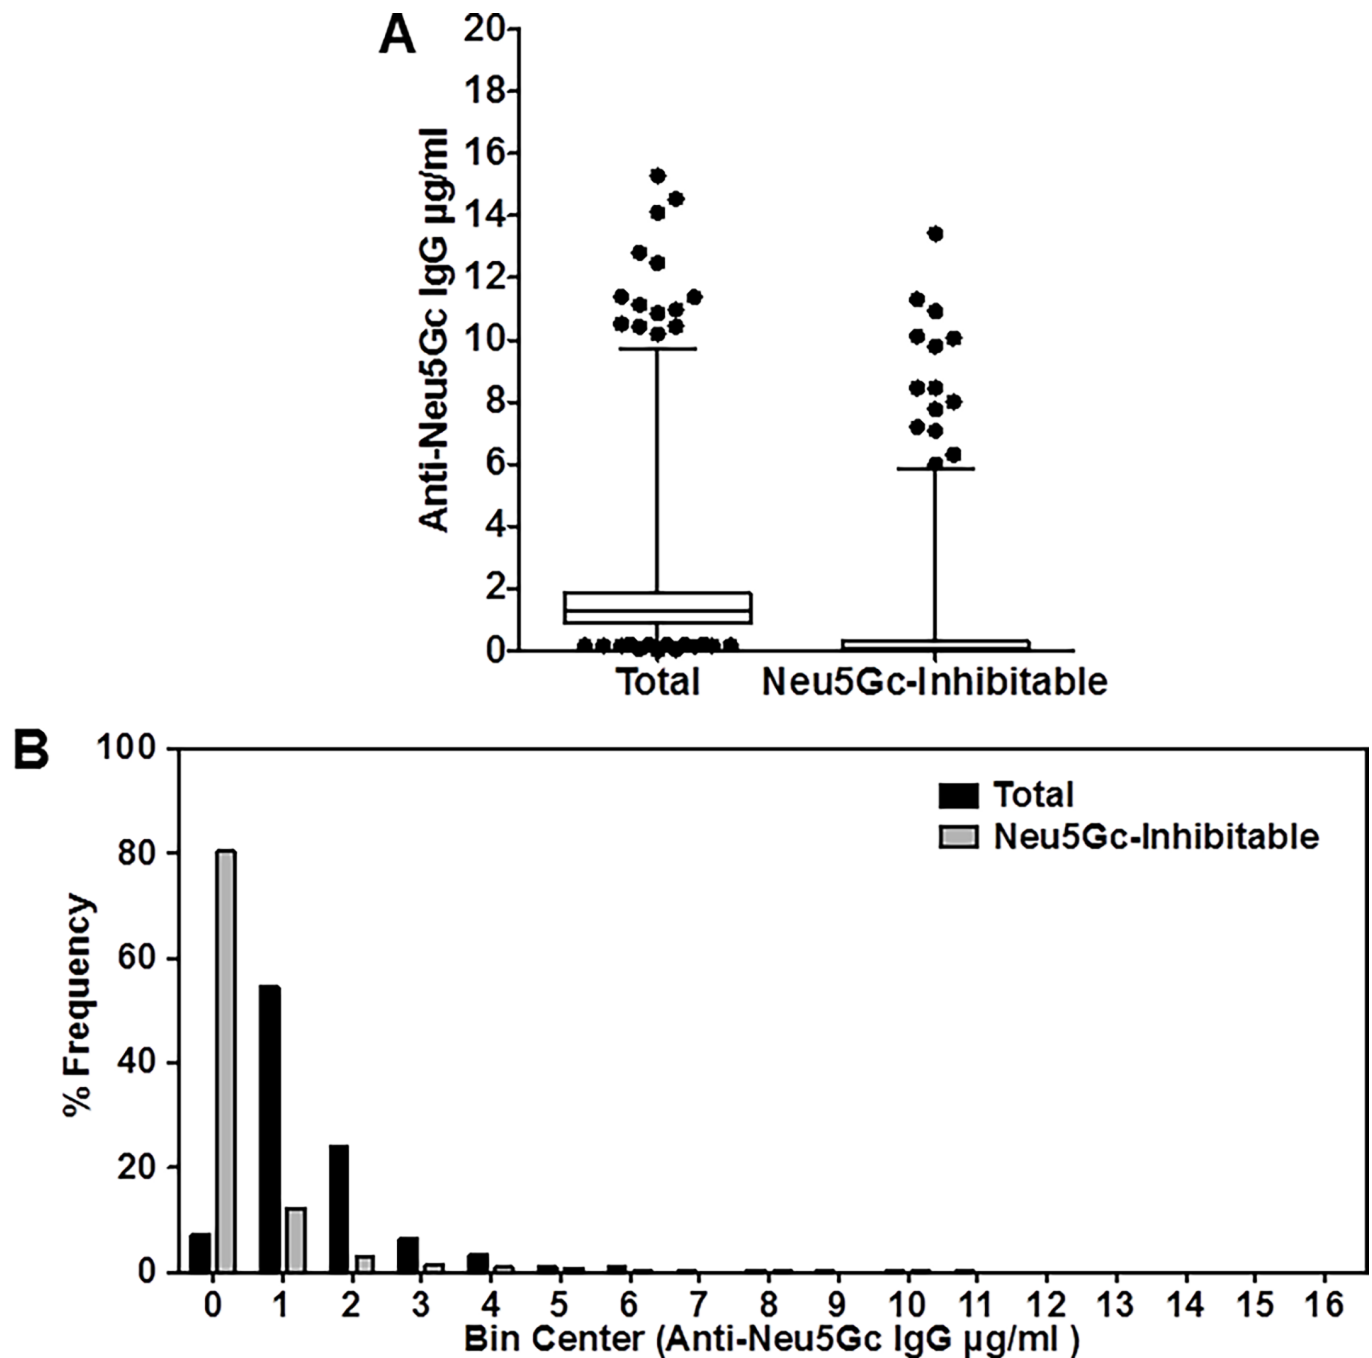 A
Anti-Neu5Gc IgG µg/ml
20
18
16
14
12
10
8
6
4
2
0
Total Neu5Gc-Inhibitable
B
% Frequency
100
80
60
40
20
0
Total
Neu5Gc-Inhibitable
0 1 2 3 4 5 6 7 8 9 10 11 12 13 14 15 16
Bin Center (Anti-Neu5Gc IgG µg/ml )